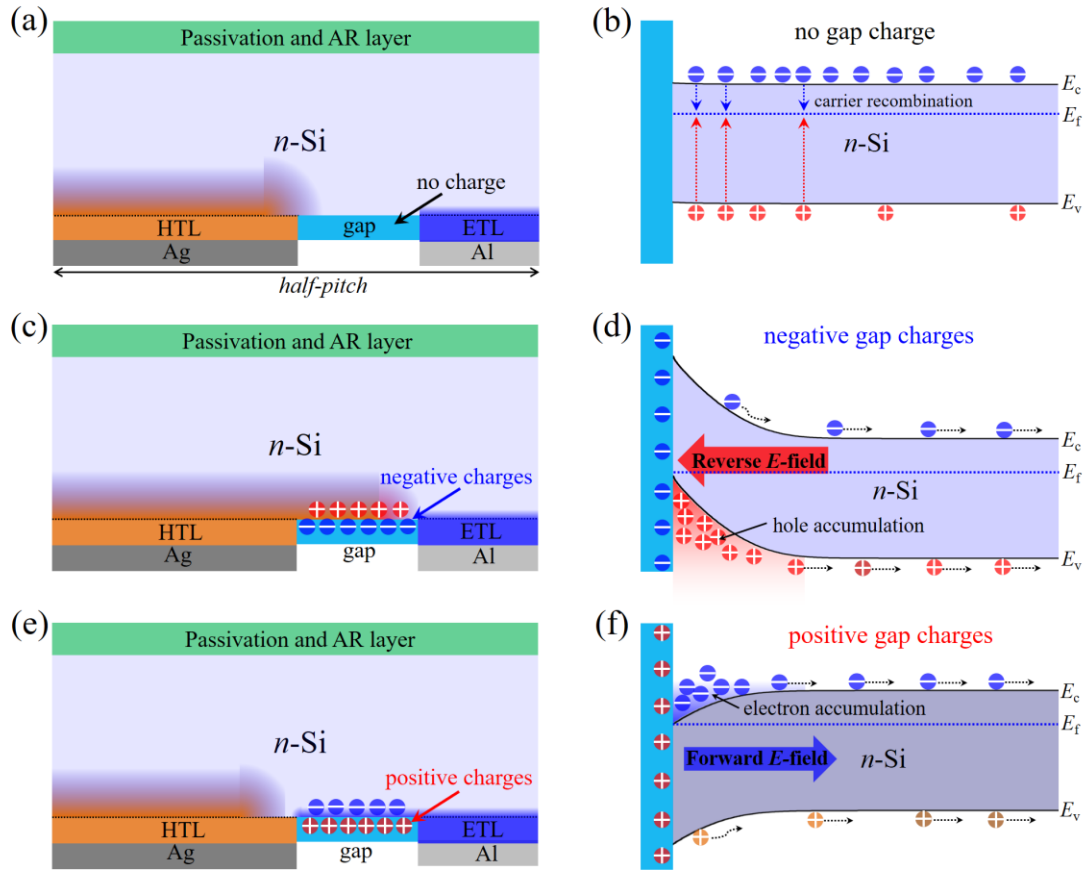 (a)
Passivation and AR layer
n-Si
no charge
HTL
gap
ETL
Ag
Al
half-pitch
(b)
no gap charge
Ec
carrier recombination
Ef
n-Si
Ev
(c)
Passivation and AR layer
n-Si
negative charges
HTL
ETL
Ag
gap
Al
(d)
negative gap charges
Ec
Reverse E-field
Ef
n-Si
hole accumulation
Ev
(e)
Passivation and AR layer
n-Si
positive charges
HTL
ETL
Ag
gap
Al
(f)
positive gap charges
Ec
electron accumulation
Ef
Forward E-field
n-Si
Ev